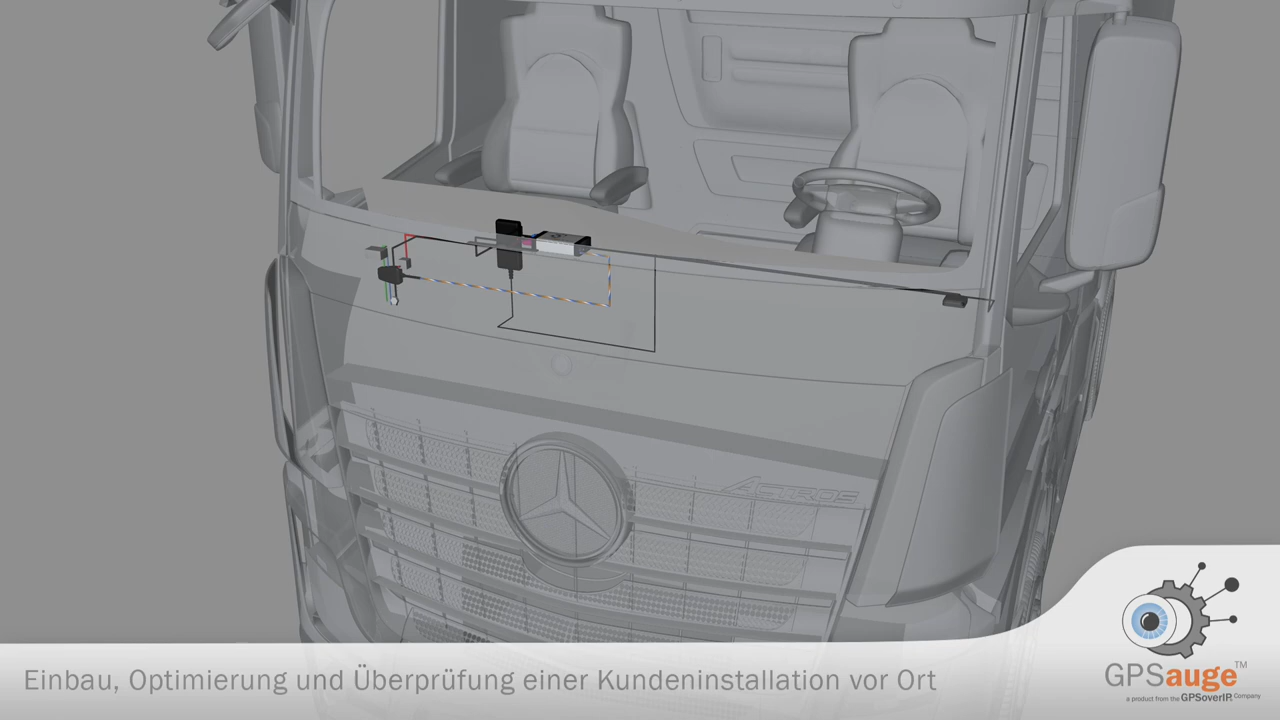 ACTROS
Einbau, Optimierung und Überprüfung einer Kundeninstallation vor Ort
GPSauge™
a product from the GPSoverIP. Company